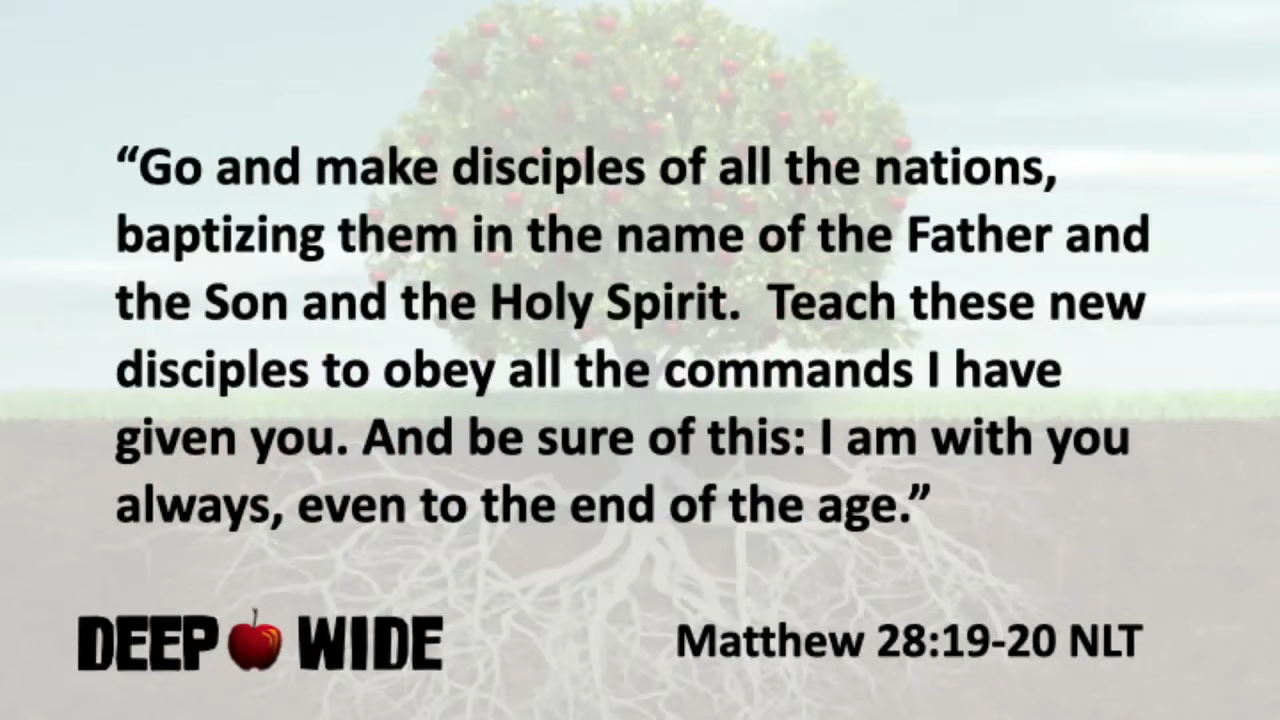 “Go and make disciples of all the nations,
baptizing them in the name of the Father and
the Son and the Holy Spirit.  Teach these new
disciples to obey all the commands I have
given you. And be sure of this: I am with you
always, even to the end of the age.”
DEEP WIDE
Matthew 28:19-20 NLT